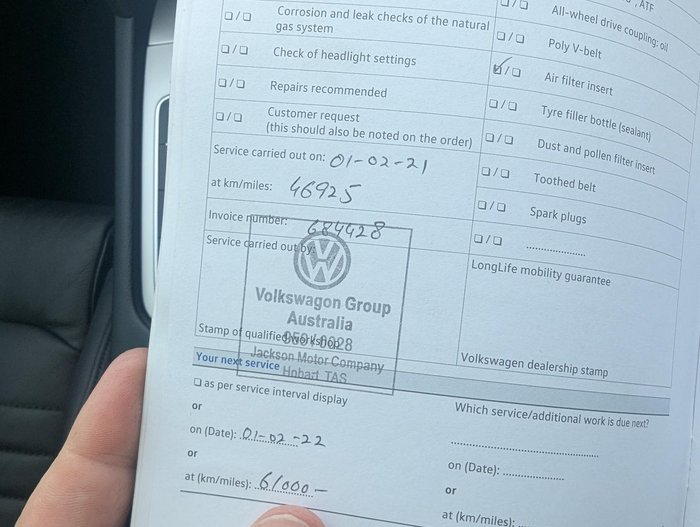 , ATF
❏/❏ All-wheel drive coupling: oil
❏/❏ Corrosion and leak checks of the natural gas system
❏/❏ Poly V-belt
❏/❏ Check of headlight settings
☑/❏ Air filter insert
❏/❏ Repairs recommended
❏/❏ Tyre filler bottle (sealant)
❏/❏ Customer request
(this should also be noted on the order)
❏/❏ Dust and pollen filter insert
Service carried out on: 01-02-21
❏/❏ Toothed belt
at km/miles: 46925
❏/❏ Spark plugs
Invoice number: 684428
❏/❏ ....................
Service carried out by:
LongLife mobility guarantee
VW
Volkswagon Group
Australia
Stamp of qualified workshop
Jackson Motor Company
Hobart TAS
Volkswagen dealership stamp
Your next service
❏ as per service interval display
Which service/additional work is due next?
or
on (Date): 01-02-22
on (Date): ....................
or
or
at (km/miles): 61000-
at (km/miles):